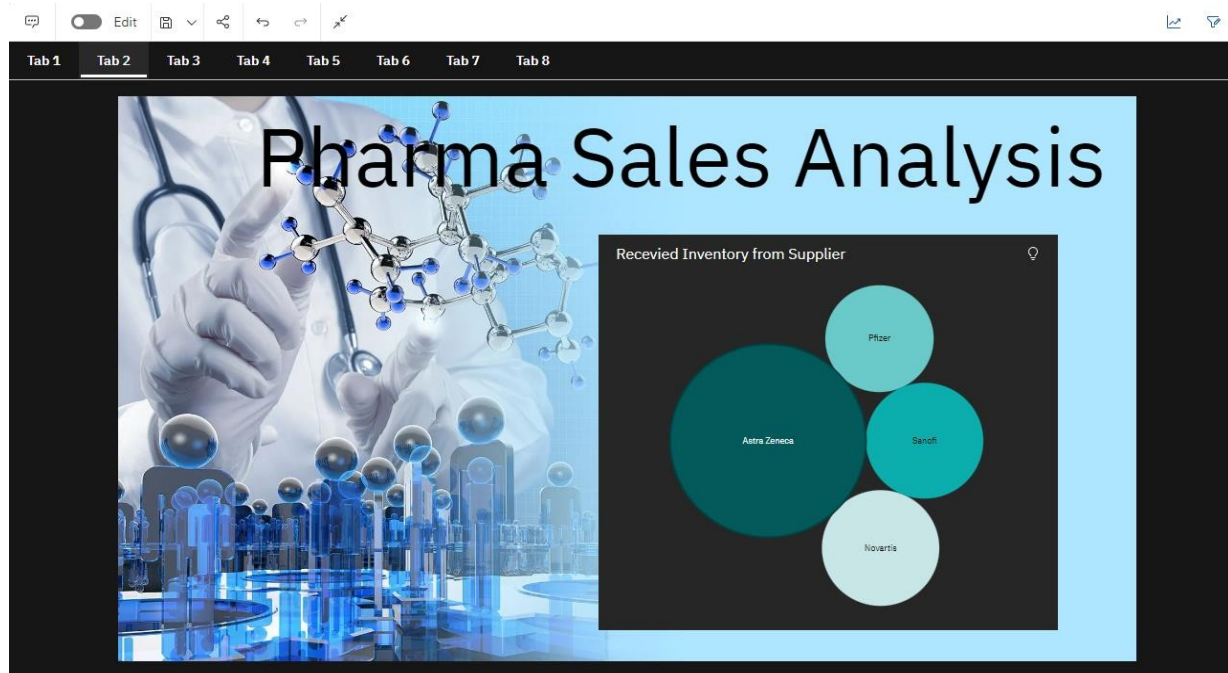 Edit
Tab 1 Tab 2 Tab 3 Tab 4 Tab 5 Tab 6 Tab 7 Tab 8
Pharma Sales Analysis
Recevied Inventory from Supplier
Pfizer
Astra Zeneca
Sanofi
Novartis